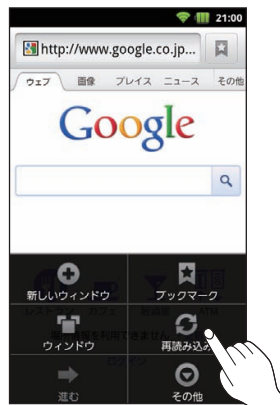 21:00
http://www.google.co.jp...
ウェブ 画像 プレイス ニュース その他
Google
新しいウィンドウ ブックマーク
ウィンドウ 再読み込み
進む その他